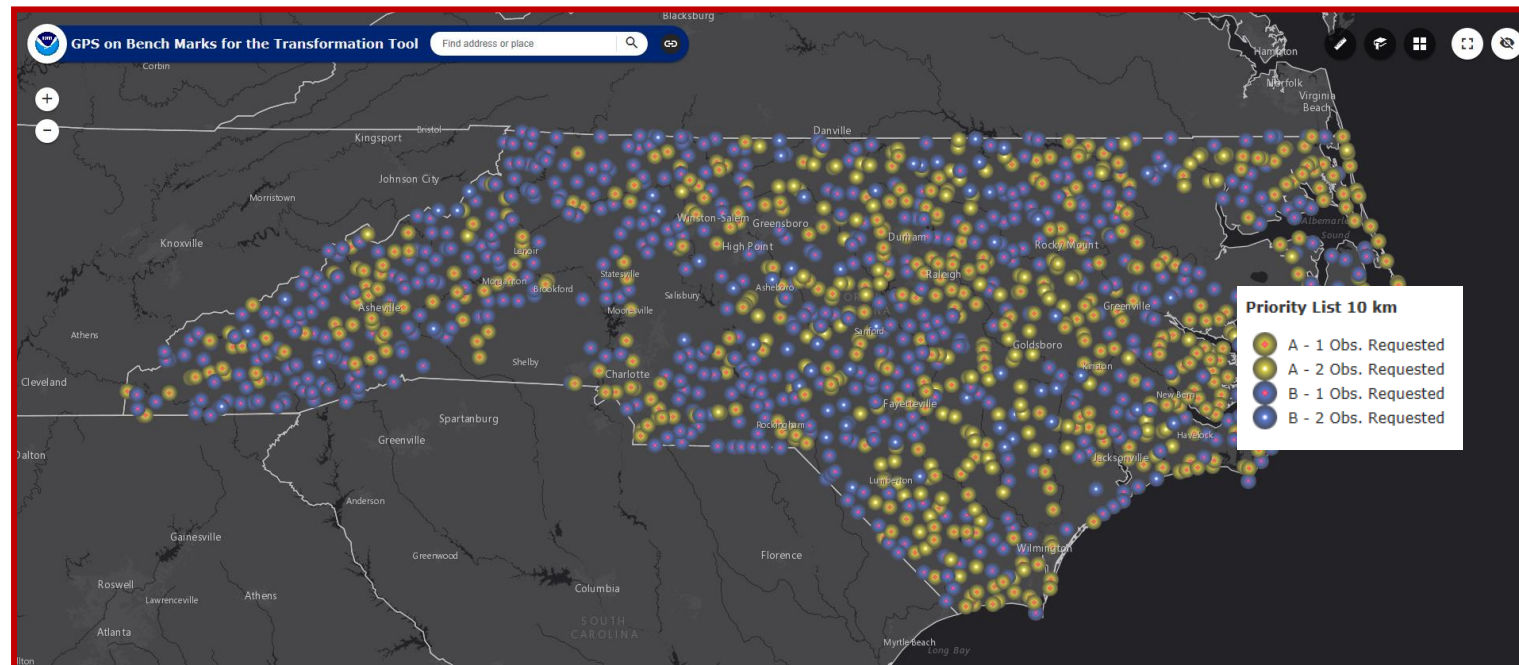 Blacksburg
GPS on Bench Marks for the Transformation Tool
Find address or place
Corbin
Hampton
Norfolk
Virginia
Beach
Kingsport
Bristol
Danville
Johnson City
Morristown
Winston-Salem
Greensboro
Albemarle
Sound
Knoxville
Lenoir
High Point
Durham
Rocky Mount
Statesville
Raleigh
Morganton
Brookford
Salisbury
Asheboro
Asheville
Mooresville
Greenville
Athens
Sanford
Goldsboro
Shelby
Charlotte
Kinston
Cleveland
New Bern
Fayetteville
Spartanburg
Rockingham
Greenville
Havelock
Dalton
Jacksonville
Lumberton
Anderson
Gainesville
Wilmington
Greenwood
Florence
Roswell
Columbia
Lawrenceville
Athens
SOUTH
CAROLINA
Atlanta
Myrtle Beach
Long Bay
Priority List 10 km
A - 1 Obs. Requested
A - 2 Obs. Requested
B - 1 Obs. Requested
B - 2 Obs. Requested